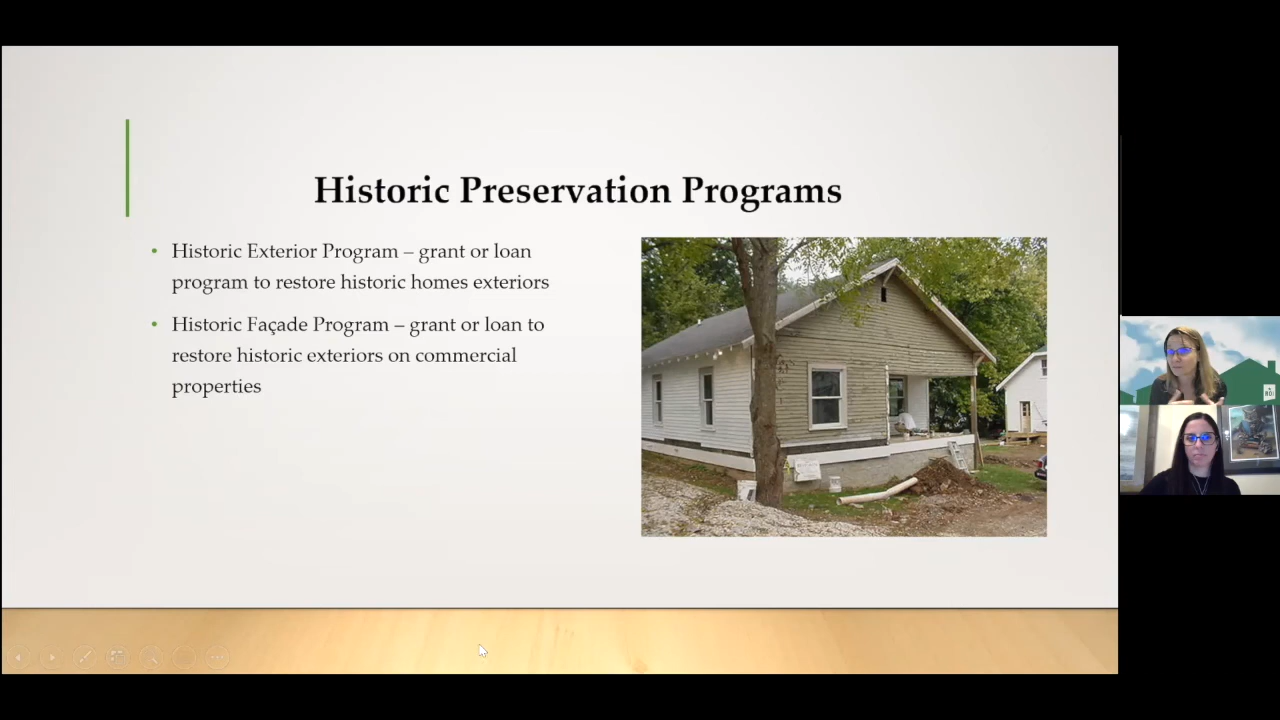 Historic Preservation Programs
• Historic Exterior Program – grant or loan
program to restore historic homes exteriors
• Historic Façade Program – grant or loan to
restore historic exteriors on commercial
properties